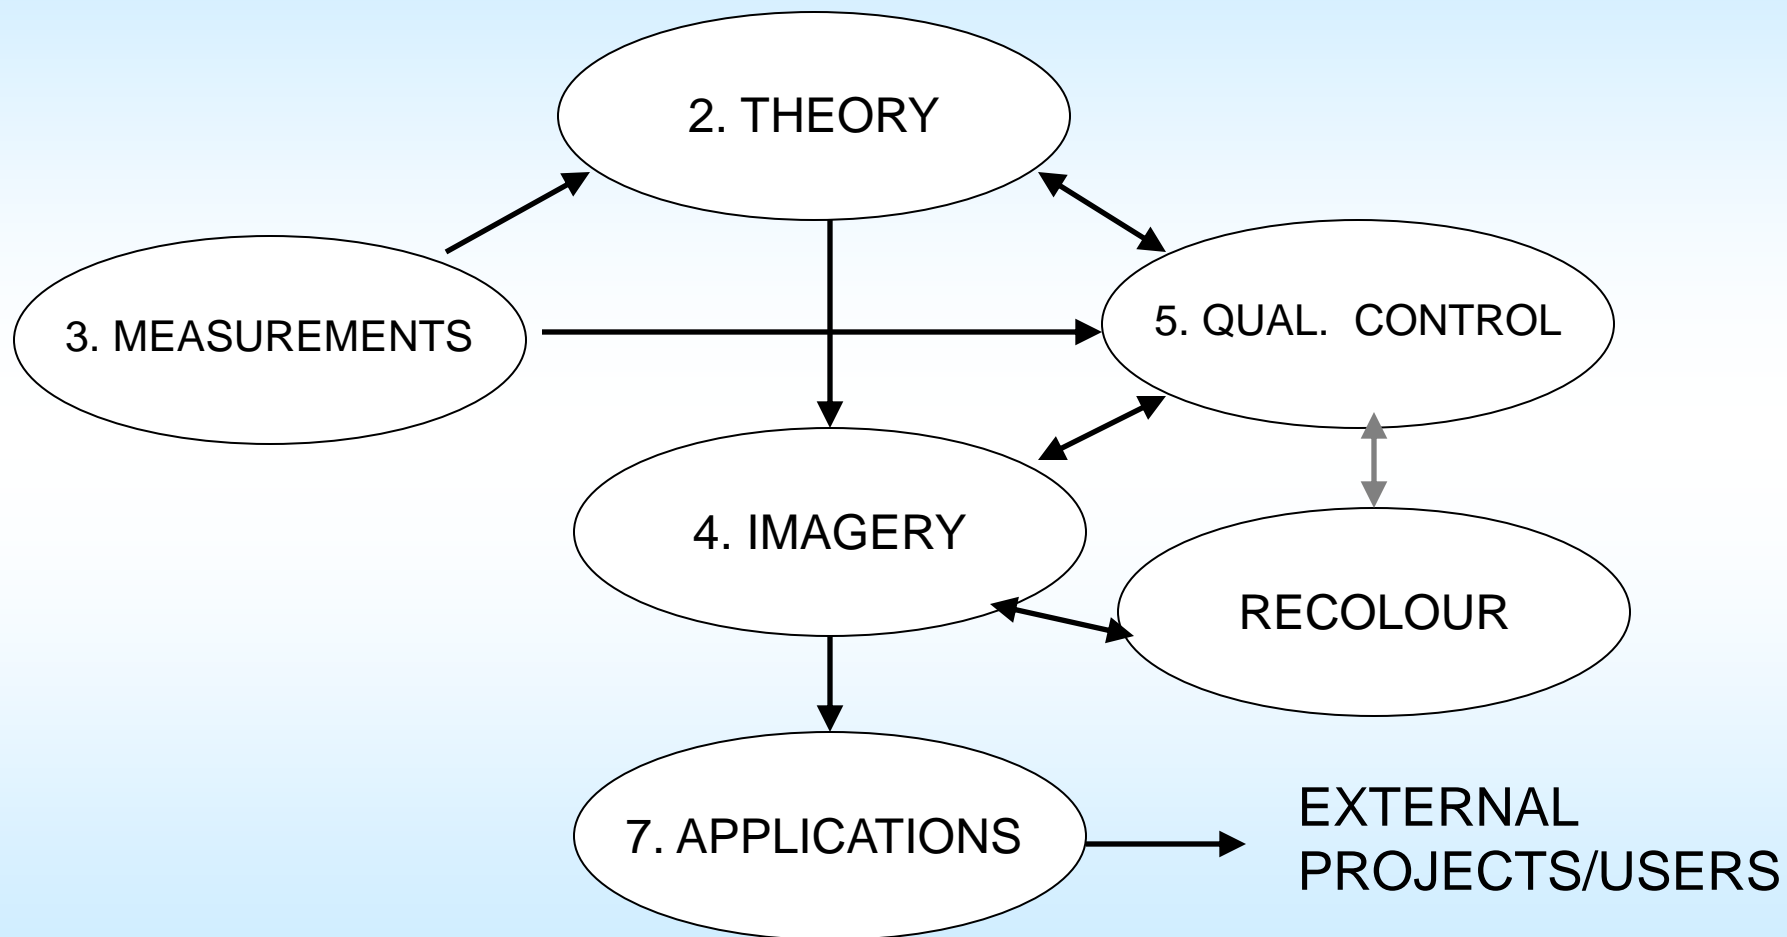 2. THEORY
3. MEASUREMENTS
5. QUAL. CONTROL
4. IMAGERY
RECOLOUR
7. APPLICATIONS
EXTERNAL
PROJECTS/USERS